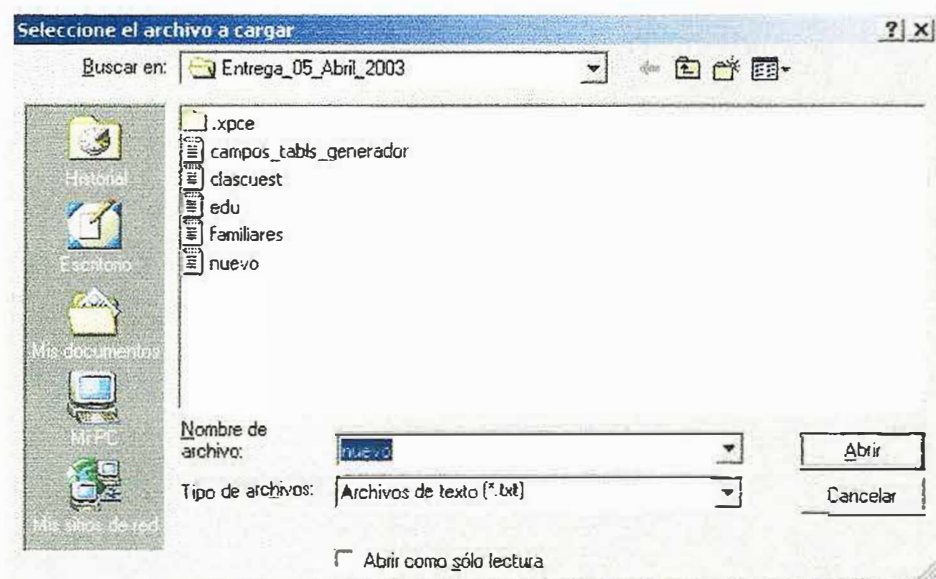 Seleccione el archivo a cargar
Buscar en: Entrega_05_Abril_2003
.xpce
campos_tabls_generador
clascuest
edu
familiares
nuevo
Historial
Escritorio
Mis documentos
Mi PC
Mis sitios de red
Nombre de archivo: nuevo
Abrir
Tipo de archivos: Archivos de texto (*.txt)
Cancelar
Abrir como sólo lectura